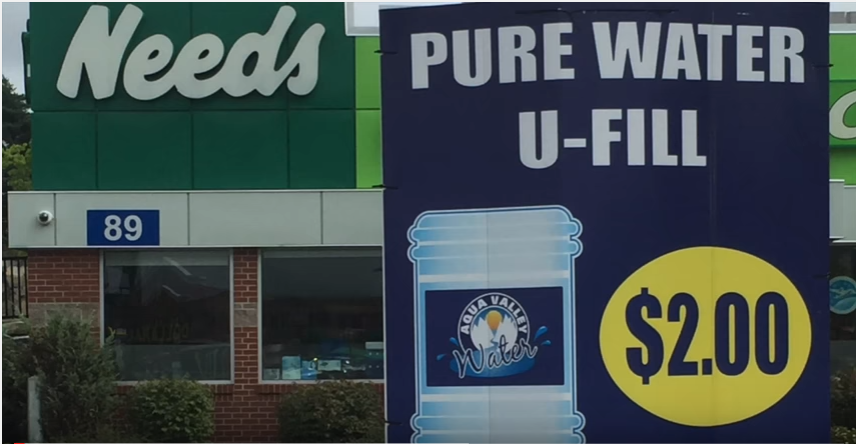 Needs
89
PURE WATER
U-FILL
AQUA VALLEY
Water
$2.00